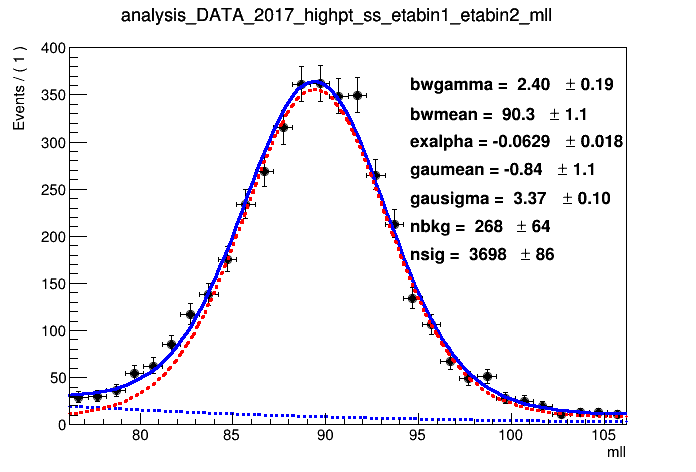 analysis_DATA_2017_highpt_ss_etabin1_etabin2_mll
Events / ( 1 )
400
350
300
250
200
150
100
50
0
bwgamma = 2.40 ± 0.19
bwmean = 90.3 ± 1.1
exalpha = -0.0629 ± 0.018
gaumean = -0.84 ± 1.1
gausigma = 3.37 ± 0.10
nbkg = 268 ± 64
nsig = 3698 ± 86
80 85 90 95 100 105
mll